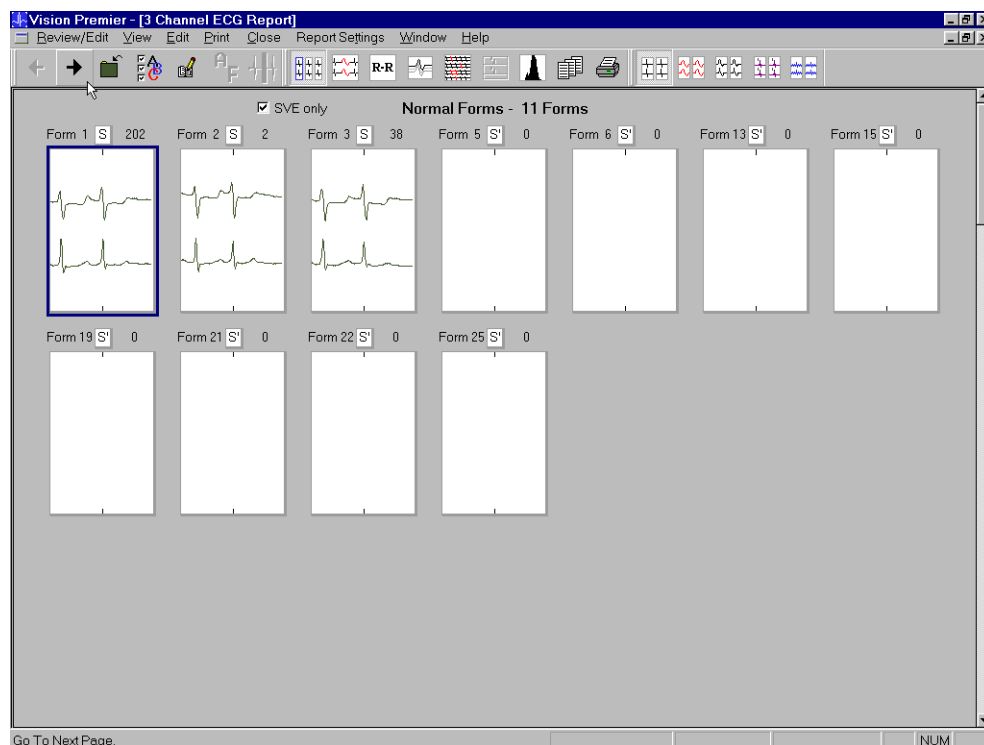 Vision Premier - [3 Channel ECG Report]
Review/Edit View Edit Print Close Report Settings Window Help
A F R-R
SVE only Normal Forms - 11 Forms
Form 1 S 202 Form 2 S 2 Form 3 S 38 Form 5 S' 0 Form 6 S' 0 Form 13 S' 0 Form 15 S' 0
Form 19 S' 0 Form 21 S' 0 Form 22 S' 0 Form 25 S' 0
Go To Next Page. NUM